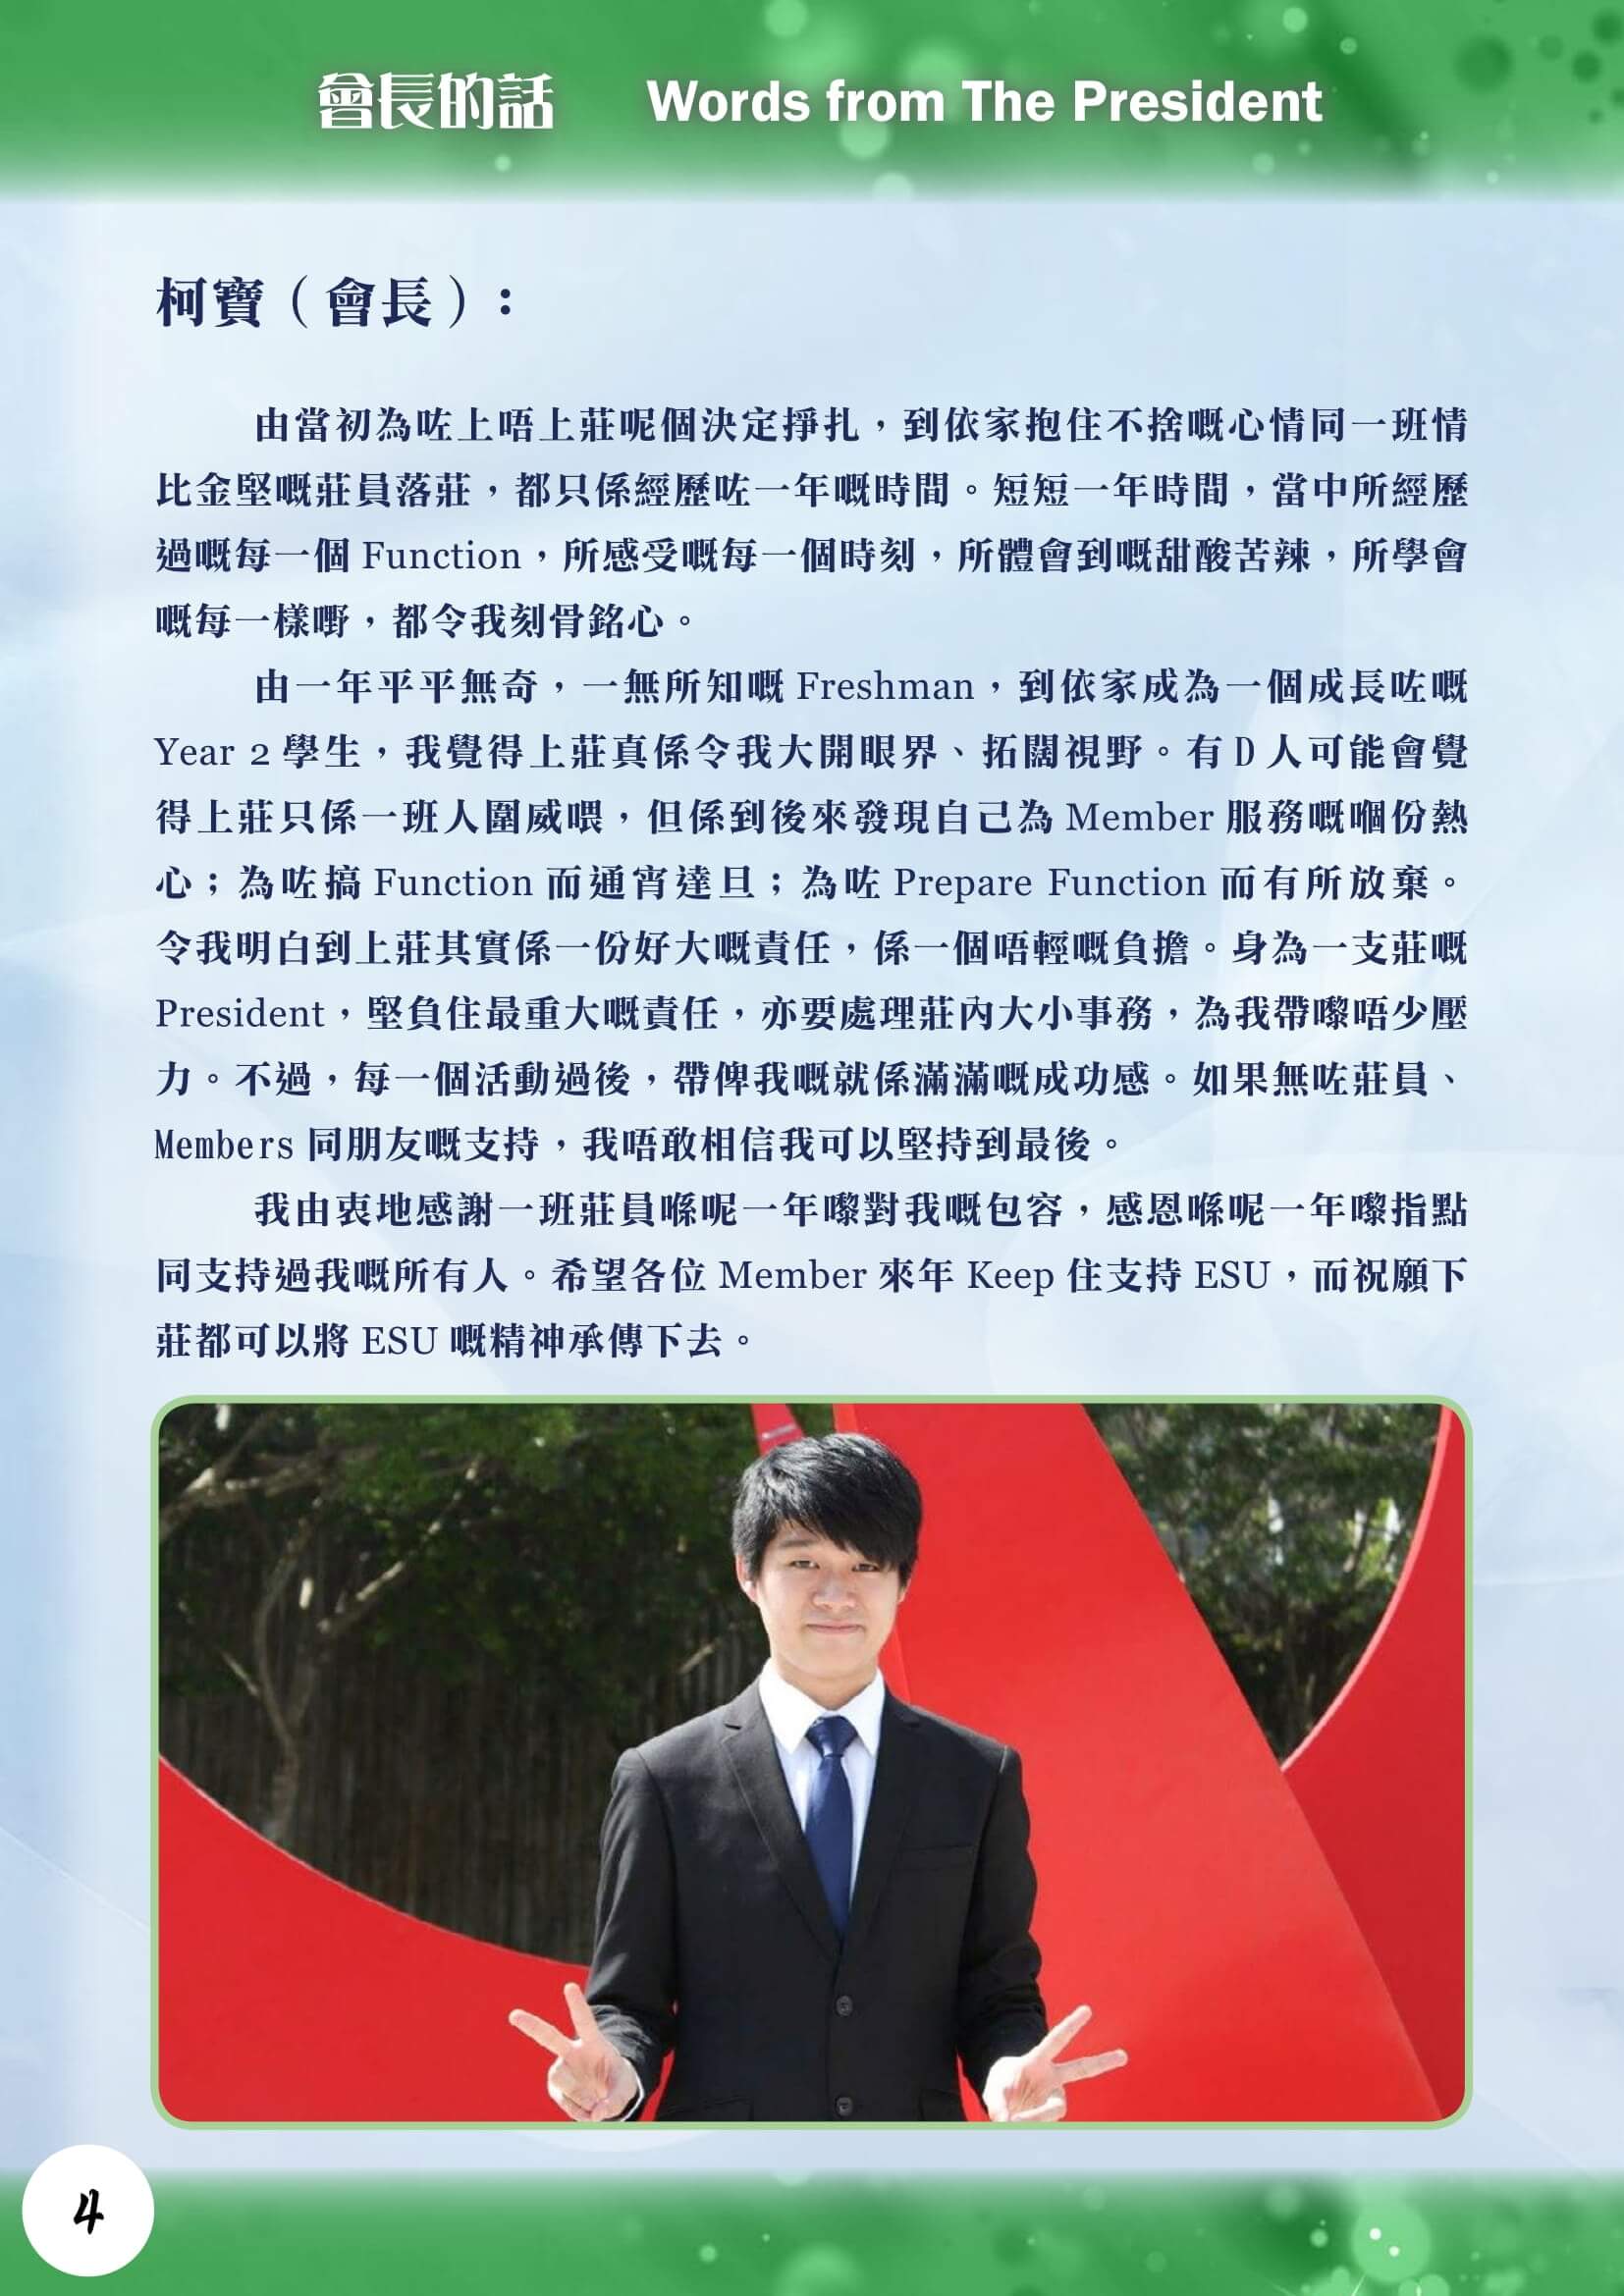 會長的話 Words from The President
柯寶（會長）：
由當初為咗上唔上莊呢個決定掙扎，到依家抱住不捨嘅心情同一班情
比金堅嘅莊員落莊，都只係經歷咗一年嘅時間。短短一年時間，當中所經歷
過嘅每一個 Function，所感受嘅每一個時刻，所體會到嘅甜酸苦辣，所學會
嘅每一樣嘢，都令我刻骨銘心。
由一年平平無奇，一無所知嘅 Freshman，到依家成為一個成長咗嘅
Year 2 學生，我覺得上莊真係令我大開眼界、拓闊視野。有 D 人可能會覺
得上莊只係一班人圍威喂，但係到後來發現自己為 Member 服務嘅嗰份熱
心；為咗搞 Function 而通宵達旦；為咗 Prepare Function 而有所放棄。
令我明白到上莊其實係一份好大嘅責任，係一個唔輕嘅負擔。身為一支莊嘅
President，堅負住最重大嘅責任，亦要處理莊內大小事務，為我帶嚟唔少壓
力。不過，每一個活動過後，帶俾我嘅就係滿滿嘅成功感。如果無咗莊員、
Members 同朋友嘅支持，我唔敢相信我可以堅持到最後。
我由衷地感謝一班莊員喺呢一年嚟對我嘅包容，感恩喺呢一年嚟指點
同支持過我嘅所有人。希望各位 Member 來年 Keep 住支持 ESU，而祝願下
莊都可以將 ESU 嘅精神承傳下去。
4